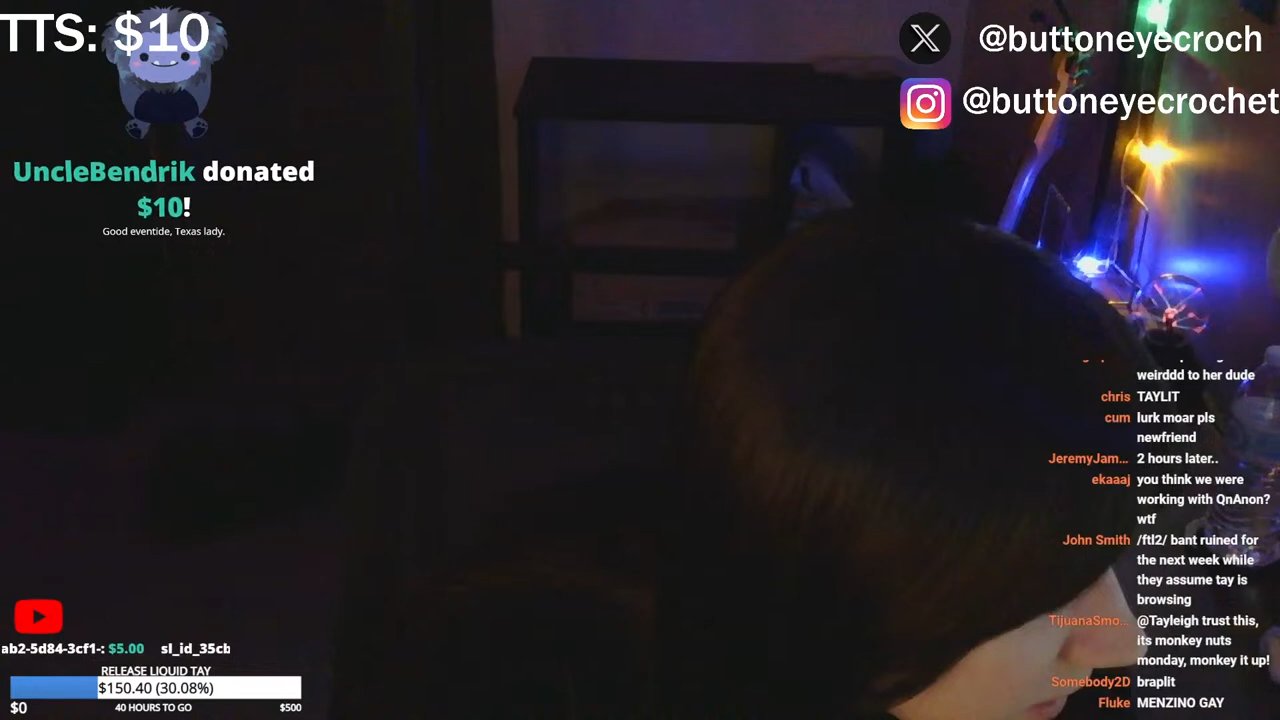 TTS: $10
UncleBendrik donated
$10!
Good eventide, Texas lady.
@buttoneyecroch
@buttoneyecrochet
weirddd to her dude
chris TAYLIT
cum lurk moar pls
newfriend
JeremyJam... 2 hours later..
ekaaaj you think we were
working with QnAnon?
wtf
John Smith /ftl2/ bant ruined for
the next week while
they assume tay is
browsing
TijuanaSmo... @Tayleigh trust this,
its monkey nuts
monday, monkey it up!
Somebody2D braplit
Fluke MENZINO GAY
ab2-5d84-3cf1-: $5.00 sl_id_35cb
RELEASE LIQUID TAY
$150.40 (30.08%)
$0 40 HOURS TO GO $500